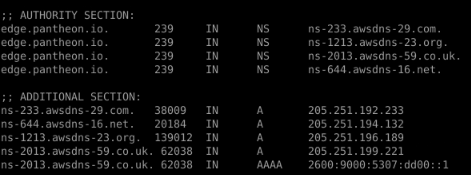 ;; AUTHORITY SECTION:
edge.pantheon.io. 239 IN NS ns-233.awsdns-29.com.
edge.pantheon.io. 239 IN NS ns-1213.awsdns-23.org.
edge.pantheon.io. 239 IN NS ns-2013.awsdns-59.co.uk.
edge.pantheon.io. 239 IN NS ns-644.awsdns-16.net.
;; ADDITIONAL SECTION:
ns-233.awsdns-29.com. 38009 IN A 205.251.192.233
ns-644.awsdns-16.net. 20184 IN A 205.251.194.132
ns-1213.awsdns-23.org. 139012 IN A 205.251.196.189
ns-2013.awsdns-59.co.uk. 62038 IN A 205.251.199.221
ns-2013.awsdns-59.co.uk. 62038 IN AAAA 2600:9000:5307:dd00::1